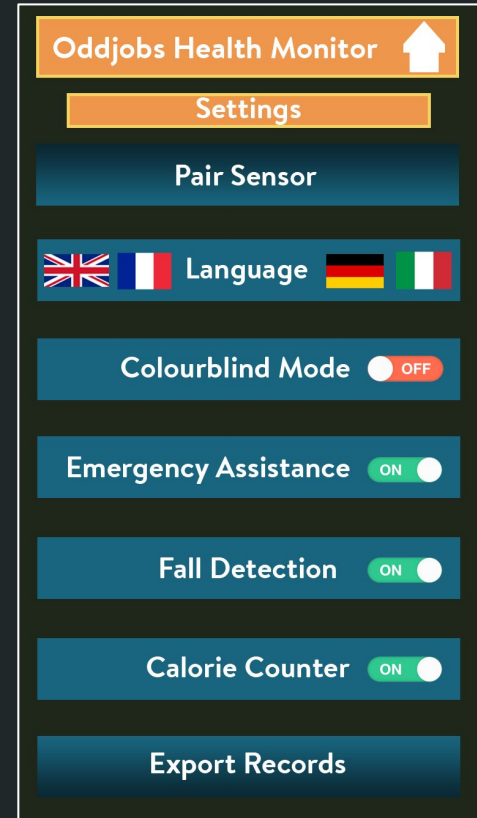 Oddjobs Health Monitor
Settings
Pair Sensor
Language
Colourblind Mode OFF
Emergency Assistance ON
Fall Detection ON
Calorie Counter ON
Export Records